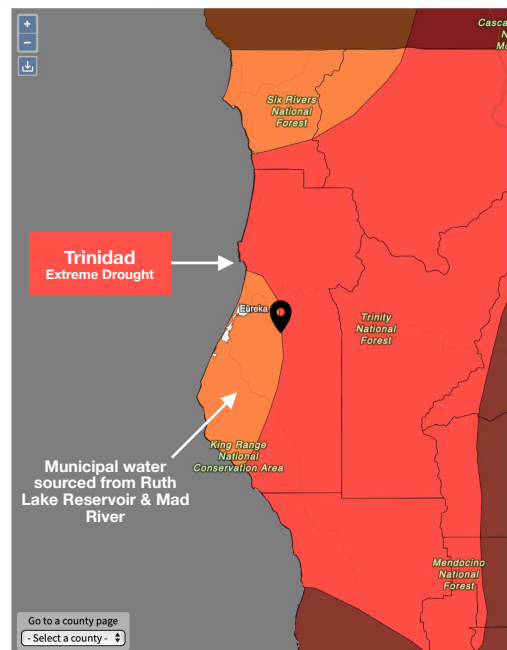 +
−
Casca
N
Mo
Six Rivers
National
Forest
Trinidad
Extreme Drought
Eureka
Trinity
National
Forest
King Range
National
Conservation Area
Municipal water
sourced from Ruth
Lake Reservoir & Mad
River
Mendocino
National
Forest
Go to a county page
- Select a county -